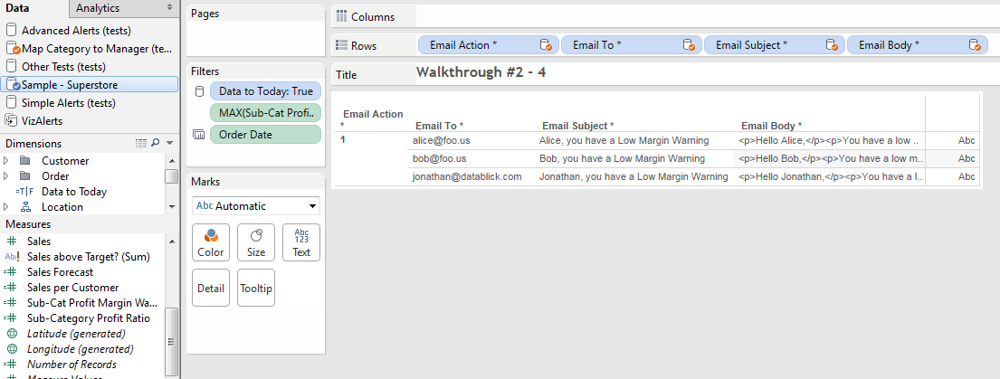 Data
Analytics
Advanced Alerts (tests)
Map Category to Manager (te...
Other Tests (tests)
Sample - Superstore
Simple Alerts (tests)
VizAlerts
Dimensions
Customer
Order
=T|F Data to Today
Location
Measures
# Sales
Abc! Sales above Target? (Sum)
=# Sales Forecast
=# Sales per Customer
=# Sub-Cat Profit Margin Wa...
=# Sub-Category Profit Ratio
Latitude (generated)
Longitude (generated)
=# Number of Records
Pages
Filters
Data to Today: True
MAX(Sub-Cat Profi..
Order Date
Marks
Abc Automatic
Color
Size
Abc
123
Text
Detail
Tooltip
Columns
Rows
Email Action *
Email To *
Email Subject *
Email Body *
Title
Walkthrough #2 - 4
Email Action
* Email To * Email Subject * Email Body *
1 alice@foo.us Alice, you have a Low Margin Warning <p>Hello Alice,</p><p>You have a low .. Abc
bob@foo.us Bob, you have a Low Margin Warning <p>Hello Bob,</p><p>You have a low m... Abc
jonathan@datablick.com Jonathan, you have a Low Margin Warning <p>Hello Jonathan,</p><p>You have a l... Abc